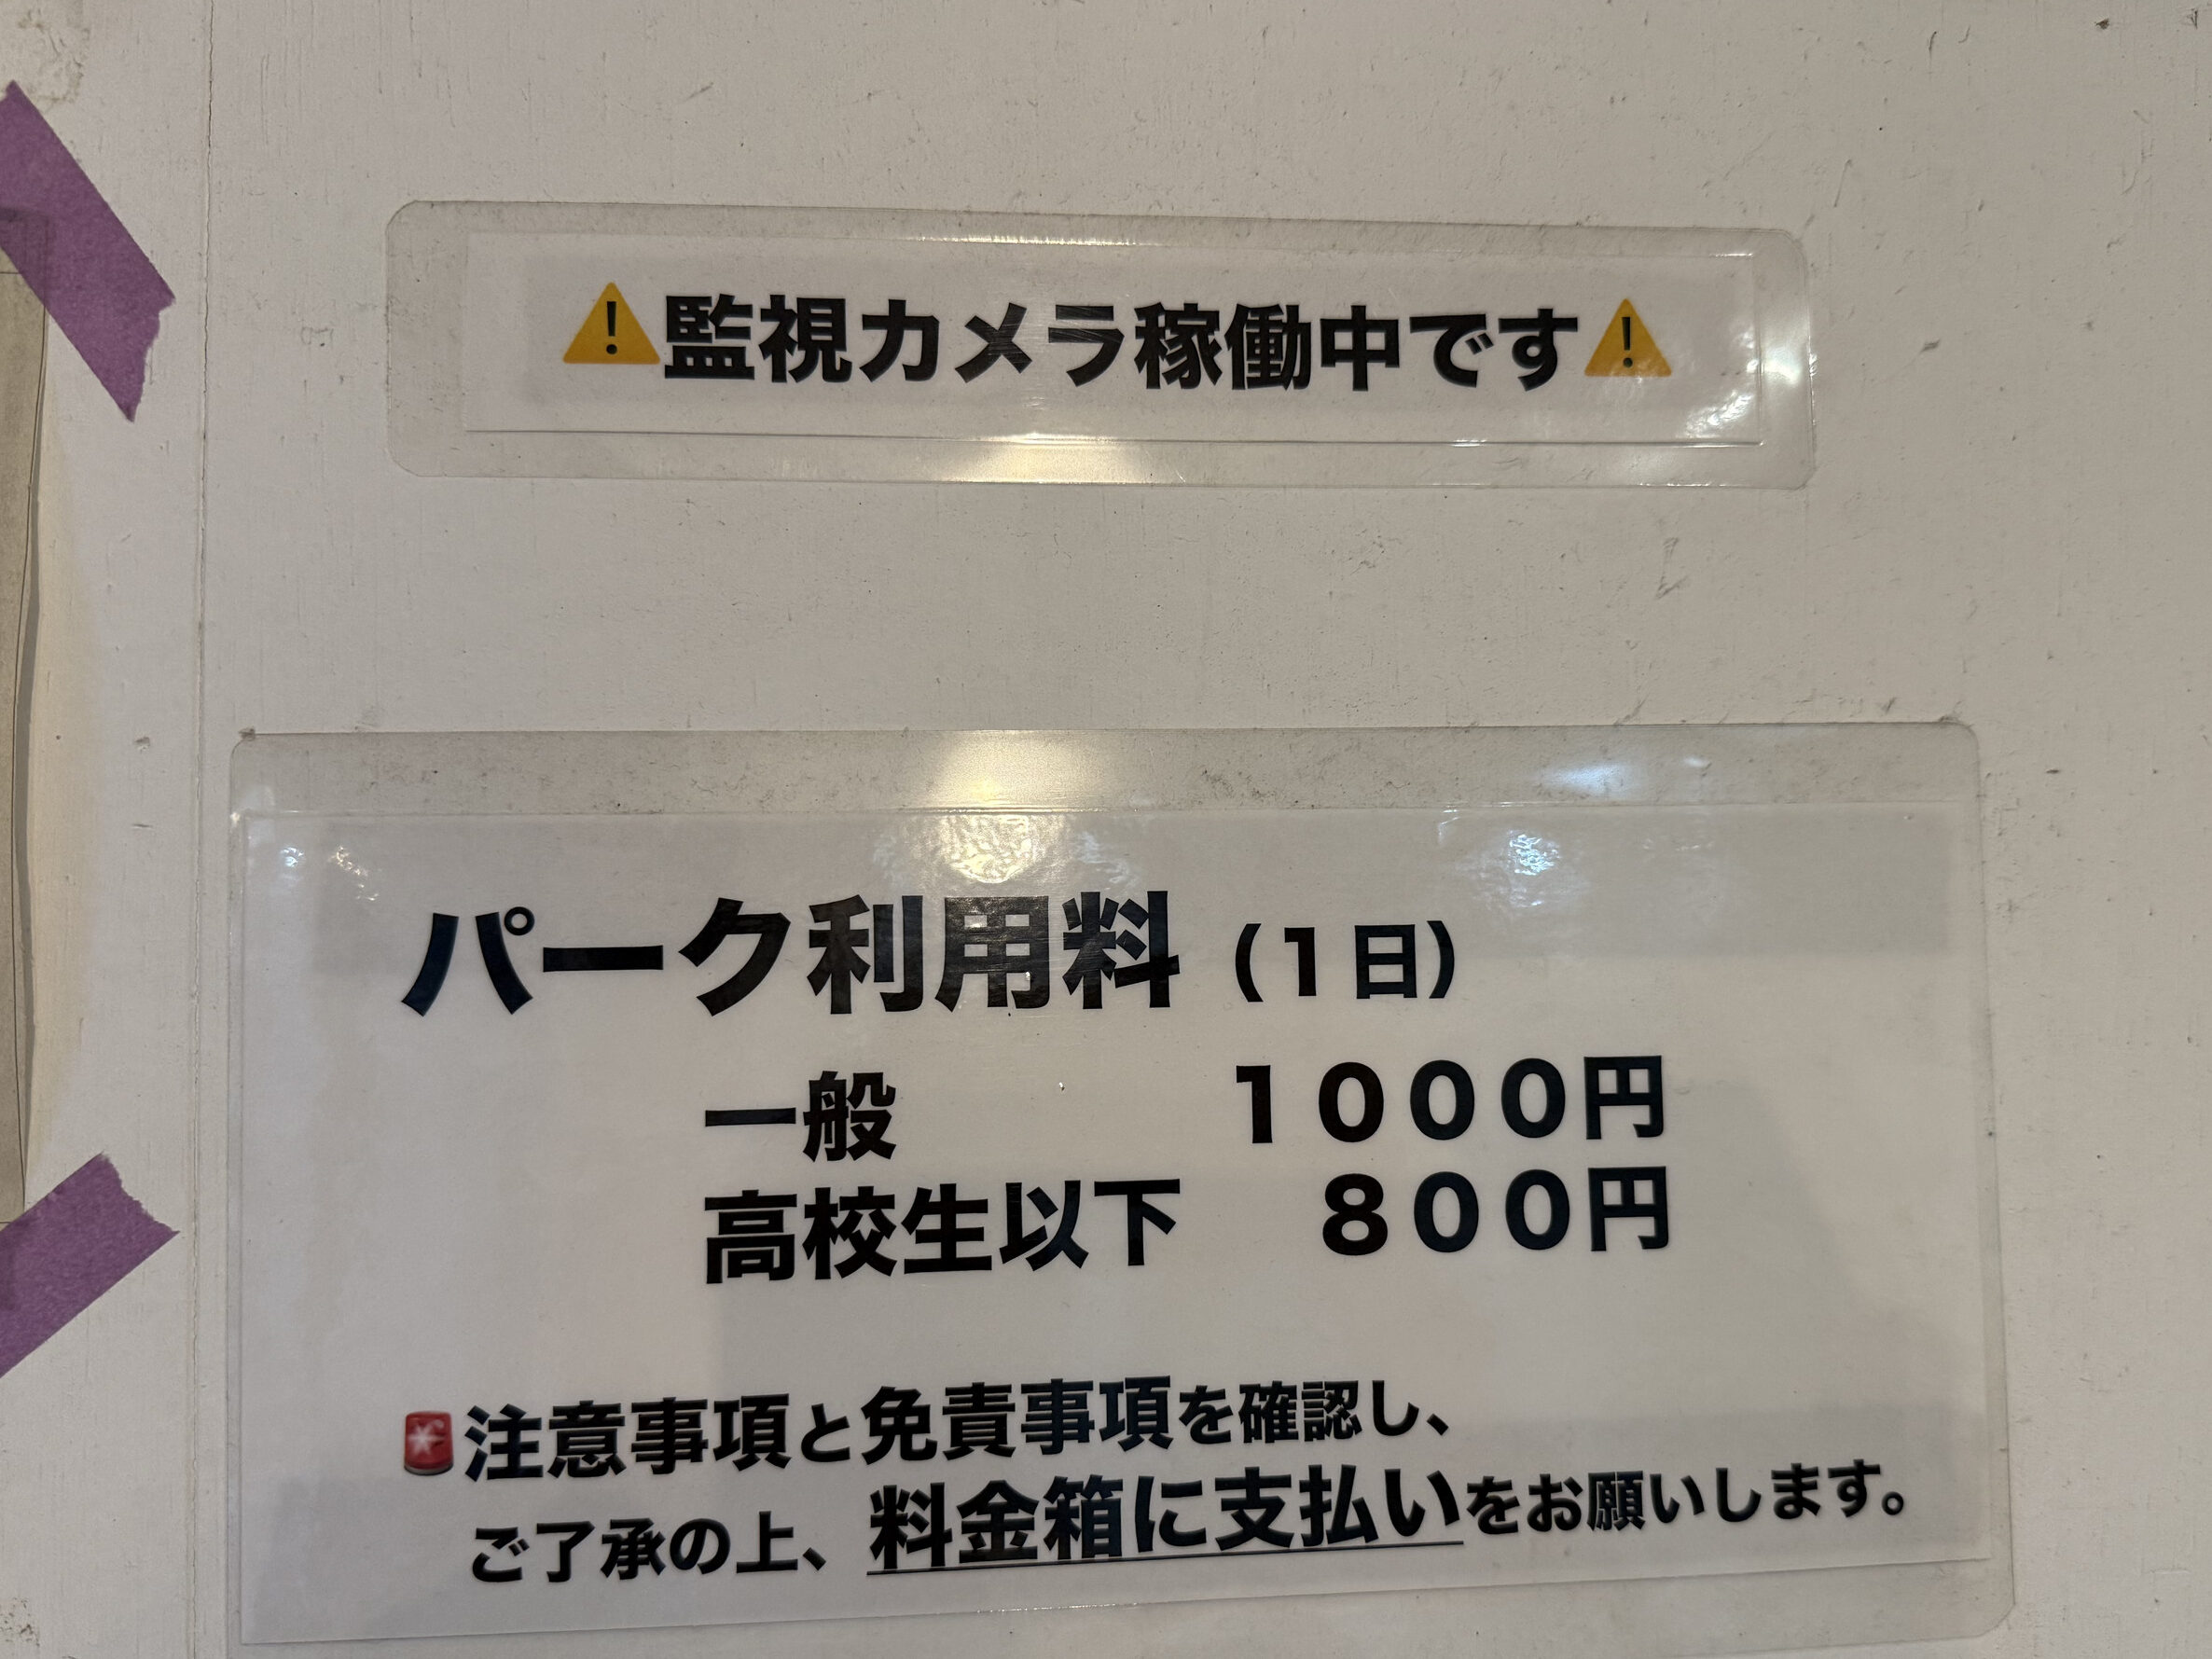 ⚠️監視カメラ稼働中です⚠️
パーク利用料（1日）
一般 1000円
高校生以下 800円
🚨注意事項と免責事項を確認し、
ご了承の上、料金箱に支払いをお願いします。